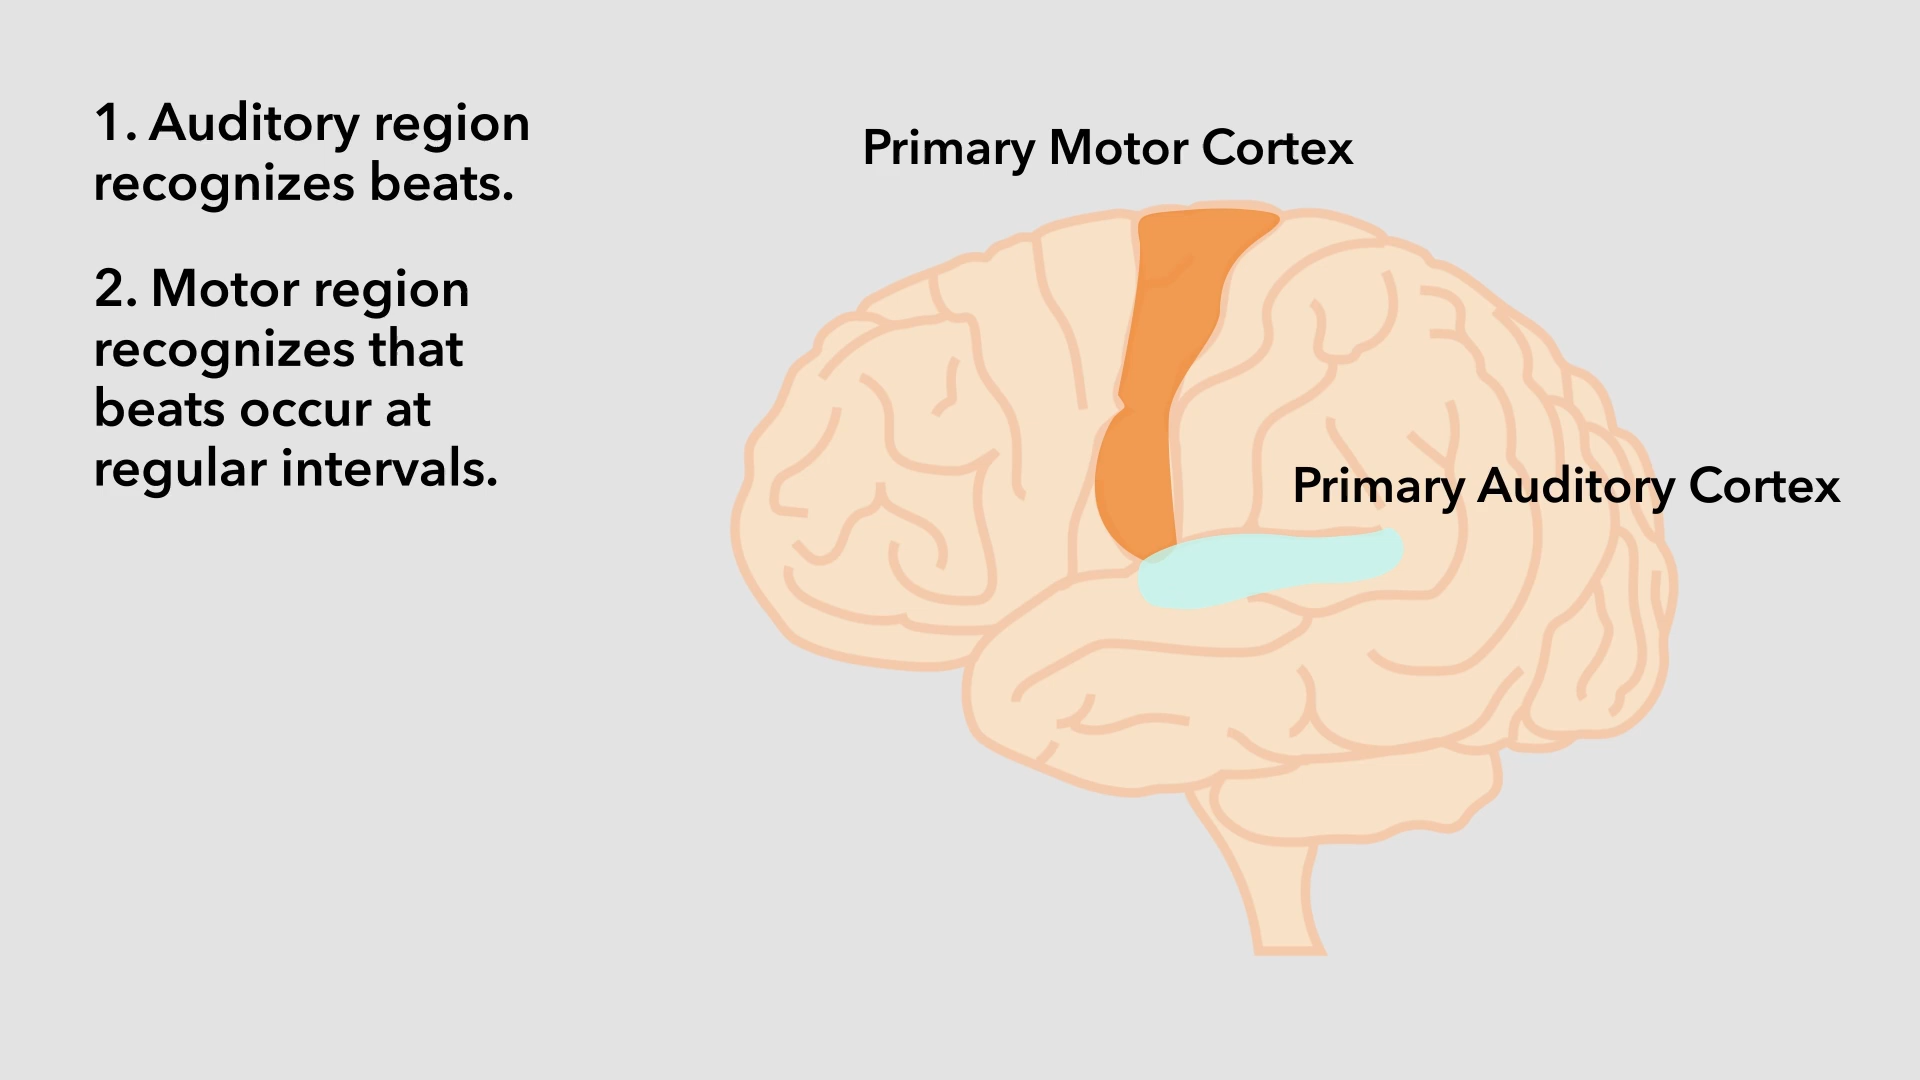 1. Auditory region
recognizes beats.
2. Motor region
recognizes that
beats occur at
regular intervals.
Primary Motor Cortex
Primary Auditory Cortex